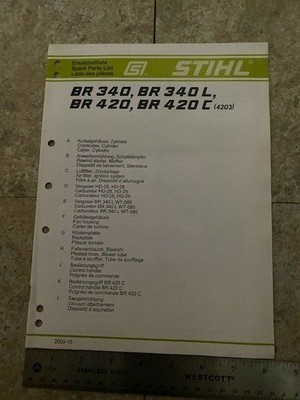 Ersatzteilliste
Spare Parts List
Liste des pièces
STIHL
BR 340, BR 340 L,
BR 420, BR 420 C (4203)
A Kurbelgehäuse, Zylinder
Crankcase, Cylinder
Carter, Cylindre
B Anwerfvorrichtung, Schalldämpfer
Rewind starter, Muffler
Dispositif de lancement, Silencieux
C Luftfilter, Zündanlage
Air filter, Ignition system
Filtre à air, Dispositif d'allumage
D Vergaser HD-28, HD-29
Carburetor HD-28, HD-29
Carburateur HD-28, HD-29
E Vergaser BR 340 L WT-560
Carburetor BR 340 L WT-560
Carburateur BR 340 L WT-560
F Gebläsegehäuse
Fan housing
Carter de turbine
G Rückenplatte
Backplate
Plaque dorsale
H Faltenschlauch, Blasrohr
Pleated hose, Blower tube
Tube à soufflet, Tube de soufflage
J Bedienungsgriff
Control handle
Poignée de commande
K Bedienungsgriff BR 420 C
Control handle BR 420 C
Poignée de commande BR 420 C
L Saugeinrichtung
Vacuum attachment
Dispositif d'aspiration
2000-12
STAINLESS STEEL
WESTCOTT